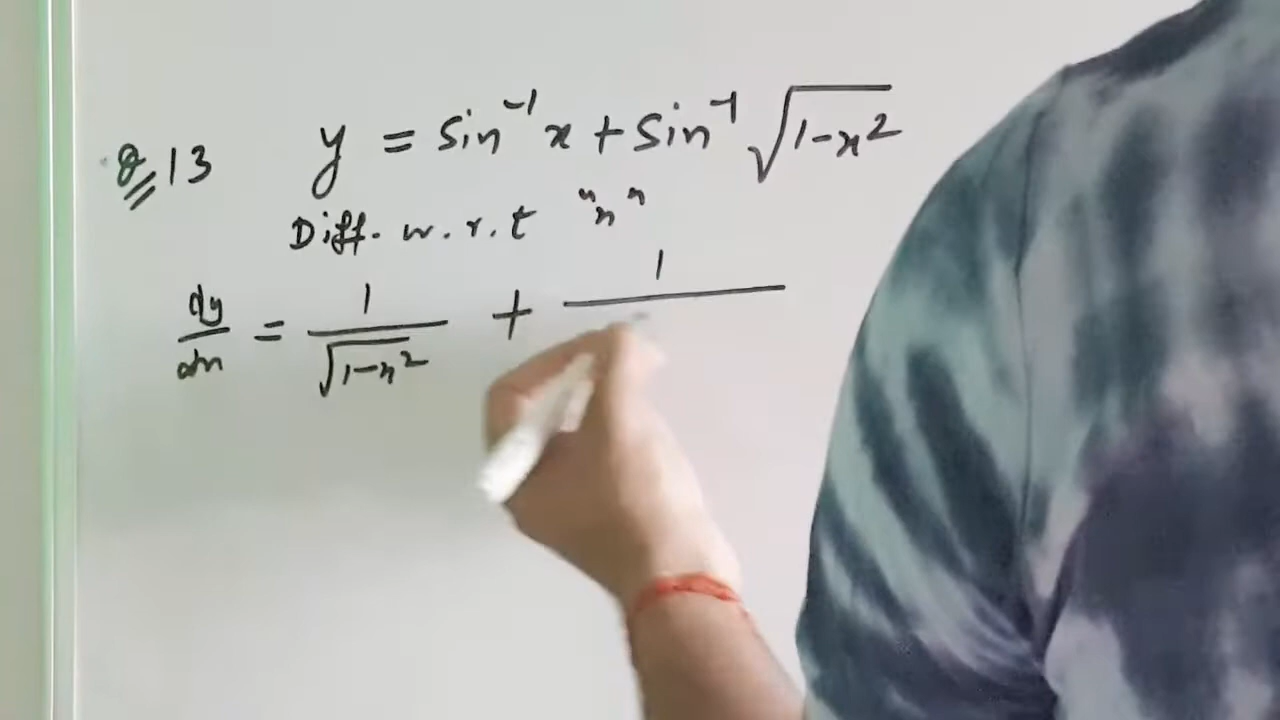 Q 13 y = sin⁻¹ x + sin⁻¹ √(1-x²)
Diff. w.r.t "x"
dy/dx = 1/√(1-x²) + 1/